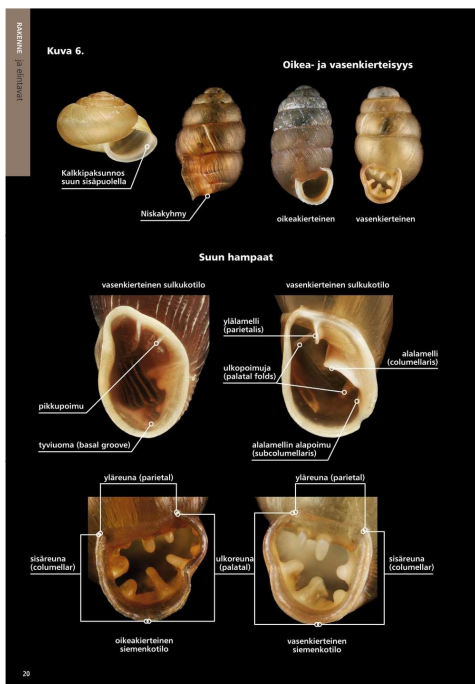 RAKENNE ja elintavat
Kuva 6.
Oikea- ja vasenkierteisyys
Kalkkipaksunnos
suun sisäpuolella
Niskakyhmy
oikeakierteinen
vasenkierteinen
Suun hampaat
vasenkierteinen sulkukotilo
vasenkierteinen sulkukotilo
ylälamelli
(parietalis)
alalamelli
(columellaris)
ulkopoimuja
(palatal folds)
pikkupoimu
tyviuoma (basal groove)
alalamellin alapoimu
(subcolumellaris)
yläreuna (parietal)
yläreuna (parietal)
sisäreuna
(columellar)
ulkoreuna
(palatal)
sisäreuna
(columellar)
oikeakierteinen
siemenkotilo
vasenkierteinen
siemenkotilo
20